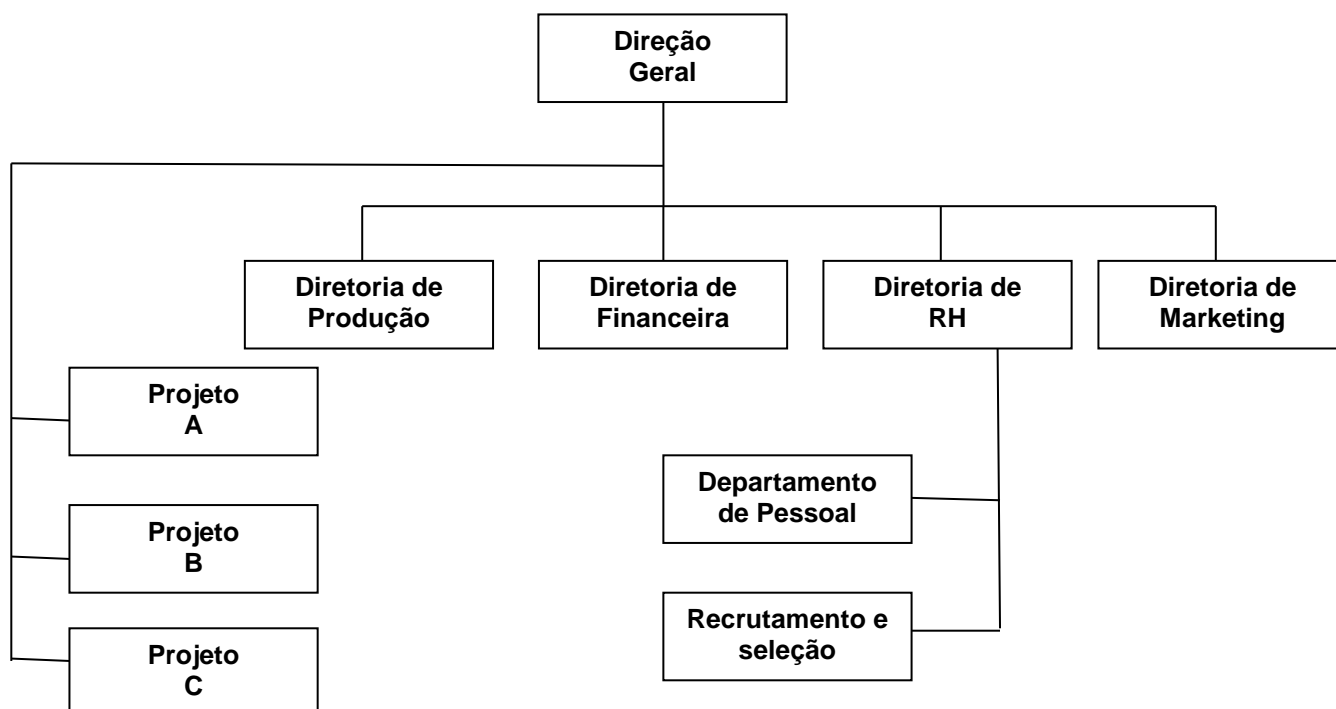 Direção
Geral
Diretoria de
Produção
Diretoria de
Financeira
Diretoria de
RH
Diretoria de
Marketing
Projeto
A
Projeto
B
Projeto
C
Departamento
de Pessoal
Recrutamento e
seleção